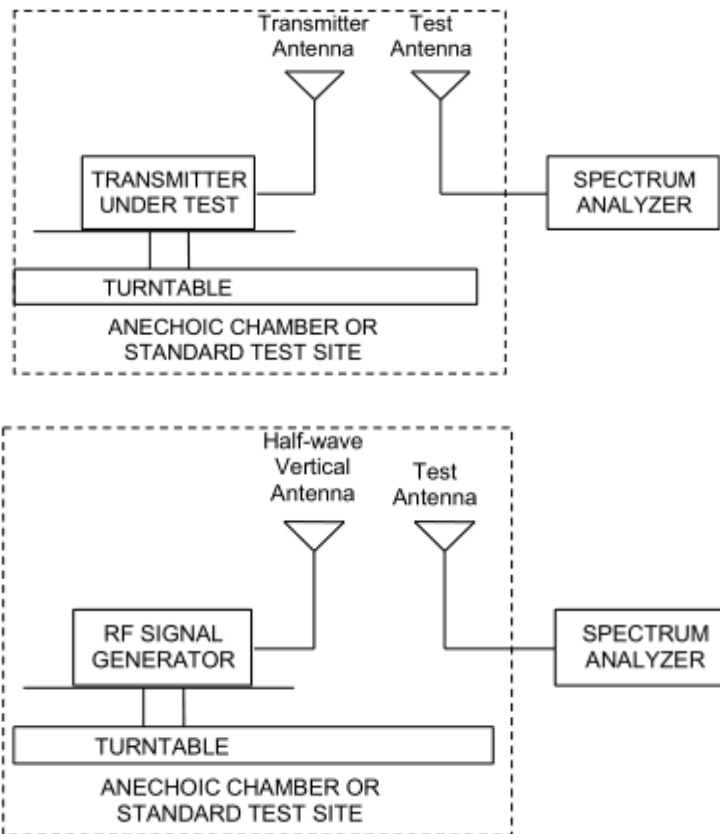 Transmitter
Antenna
Test
Antenna
TRANSMITTER
UNDER TEST
SPECTRUM
ANALYZER
TURNTABLE
ANECHOIC CHAMBER OR
STANDARD TEST SITE
Half-wave
Vertical
Antenna
Test
Antenna
RF SIGNAL
GENERATOR
SPECTRUM
ANALYZER
TURNTABLE
ANECHOIC CHAMBER OR
STANDARD TEST SITE